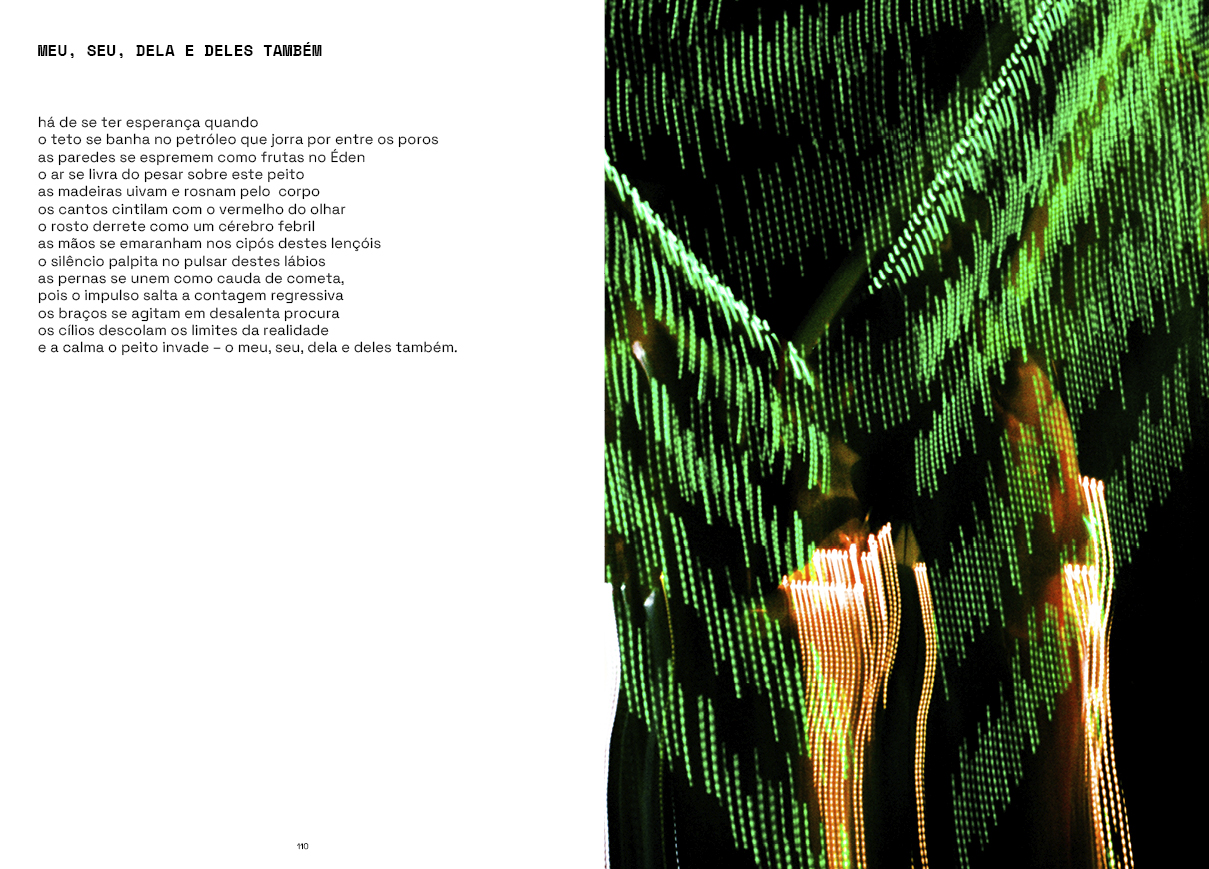 MEU, SEU, DELA E DELES TAMBÉM
há de se ter esperança quando
o teto se banha no petróleo que jorra por entre os poros
as paredes se espremem como frutas no Éden
o ar se livra do pesar sobre este peito
as madeiras uivam e rosnam pelo  corpo
os cantos cintilam com o vermelho do olhar
o rosto derrete como um cérebro febril
as mãos se emaranham nos cipós destes lençóis
o silêncio palpita no pulsar destes lábios
as pernas se unem como cauda de cometa,
pois o impulso salta a contagem regressiva
os braços se agitam em desalenta procura
os cílios descolam os limites da realidade
e a calma o peito invade – o meu, seu, dela e deles também.
110